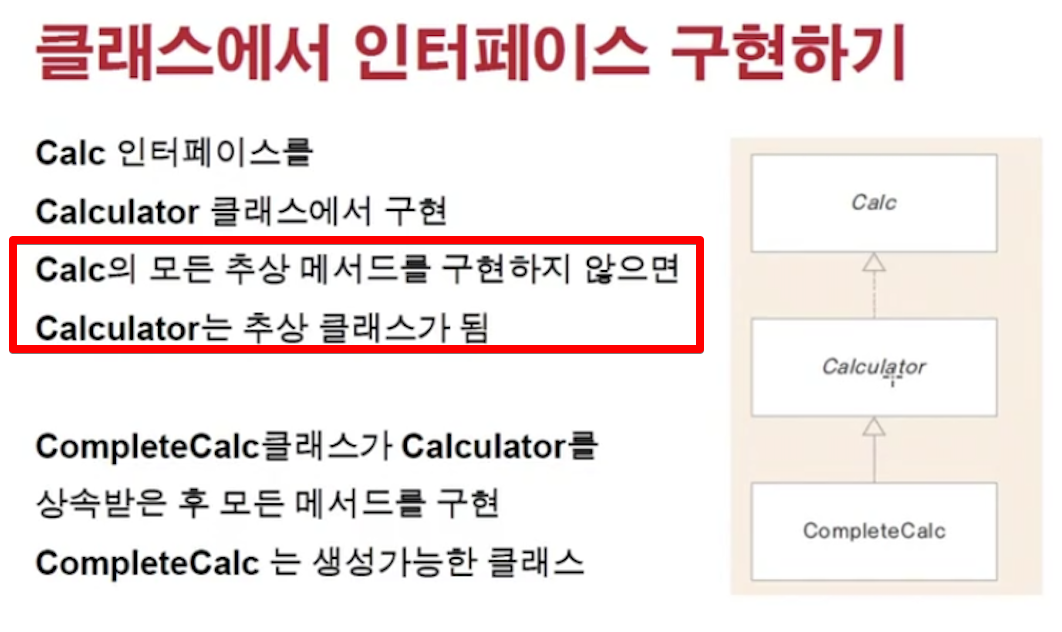 클래스에서 인터페이스 구현하기
Calc 인터페이스를
Calculator 클래스에서 구현
Calc의 모든 추상 메서드를 구현하지 않으면
Calculator는 추상 클래스가 됨
CompleteCalc클래스가 Calculator를
상속받은 후 모든 메서드를 구현
CompleteCalc 는 생성가능한 클래스
Calc
Calculator
CompleteCalc